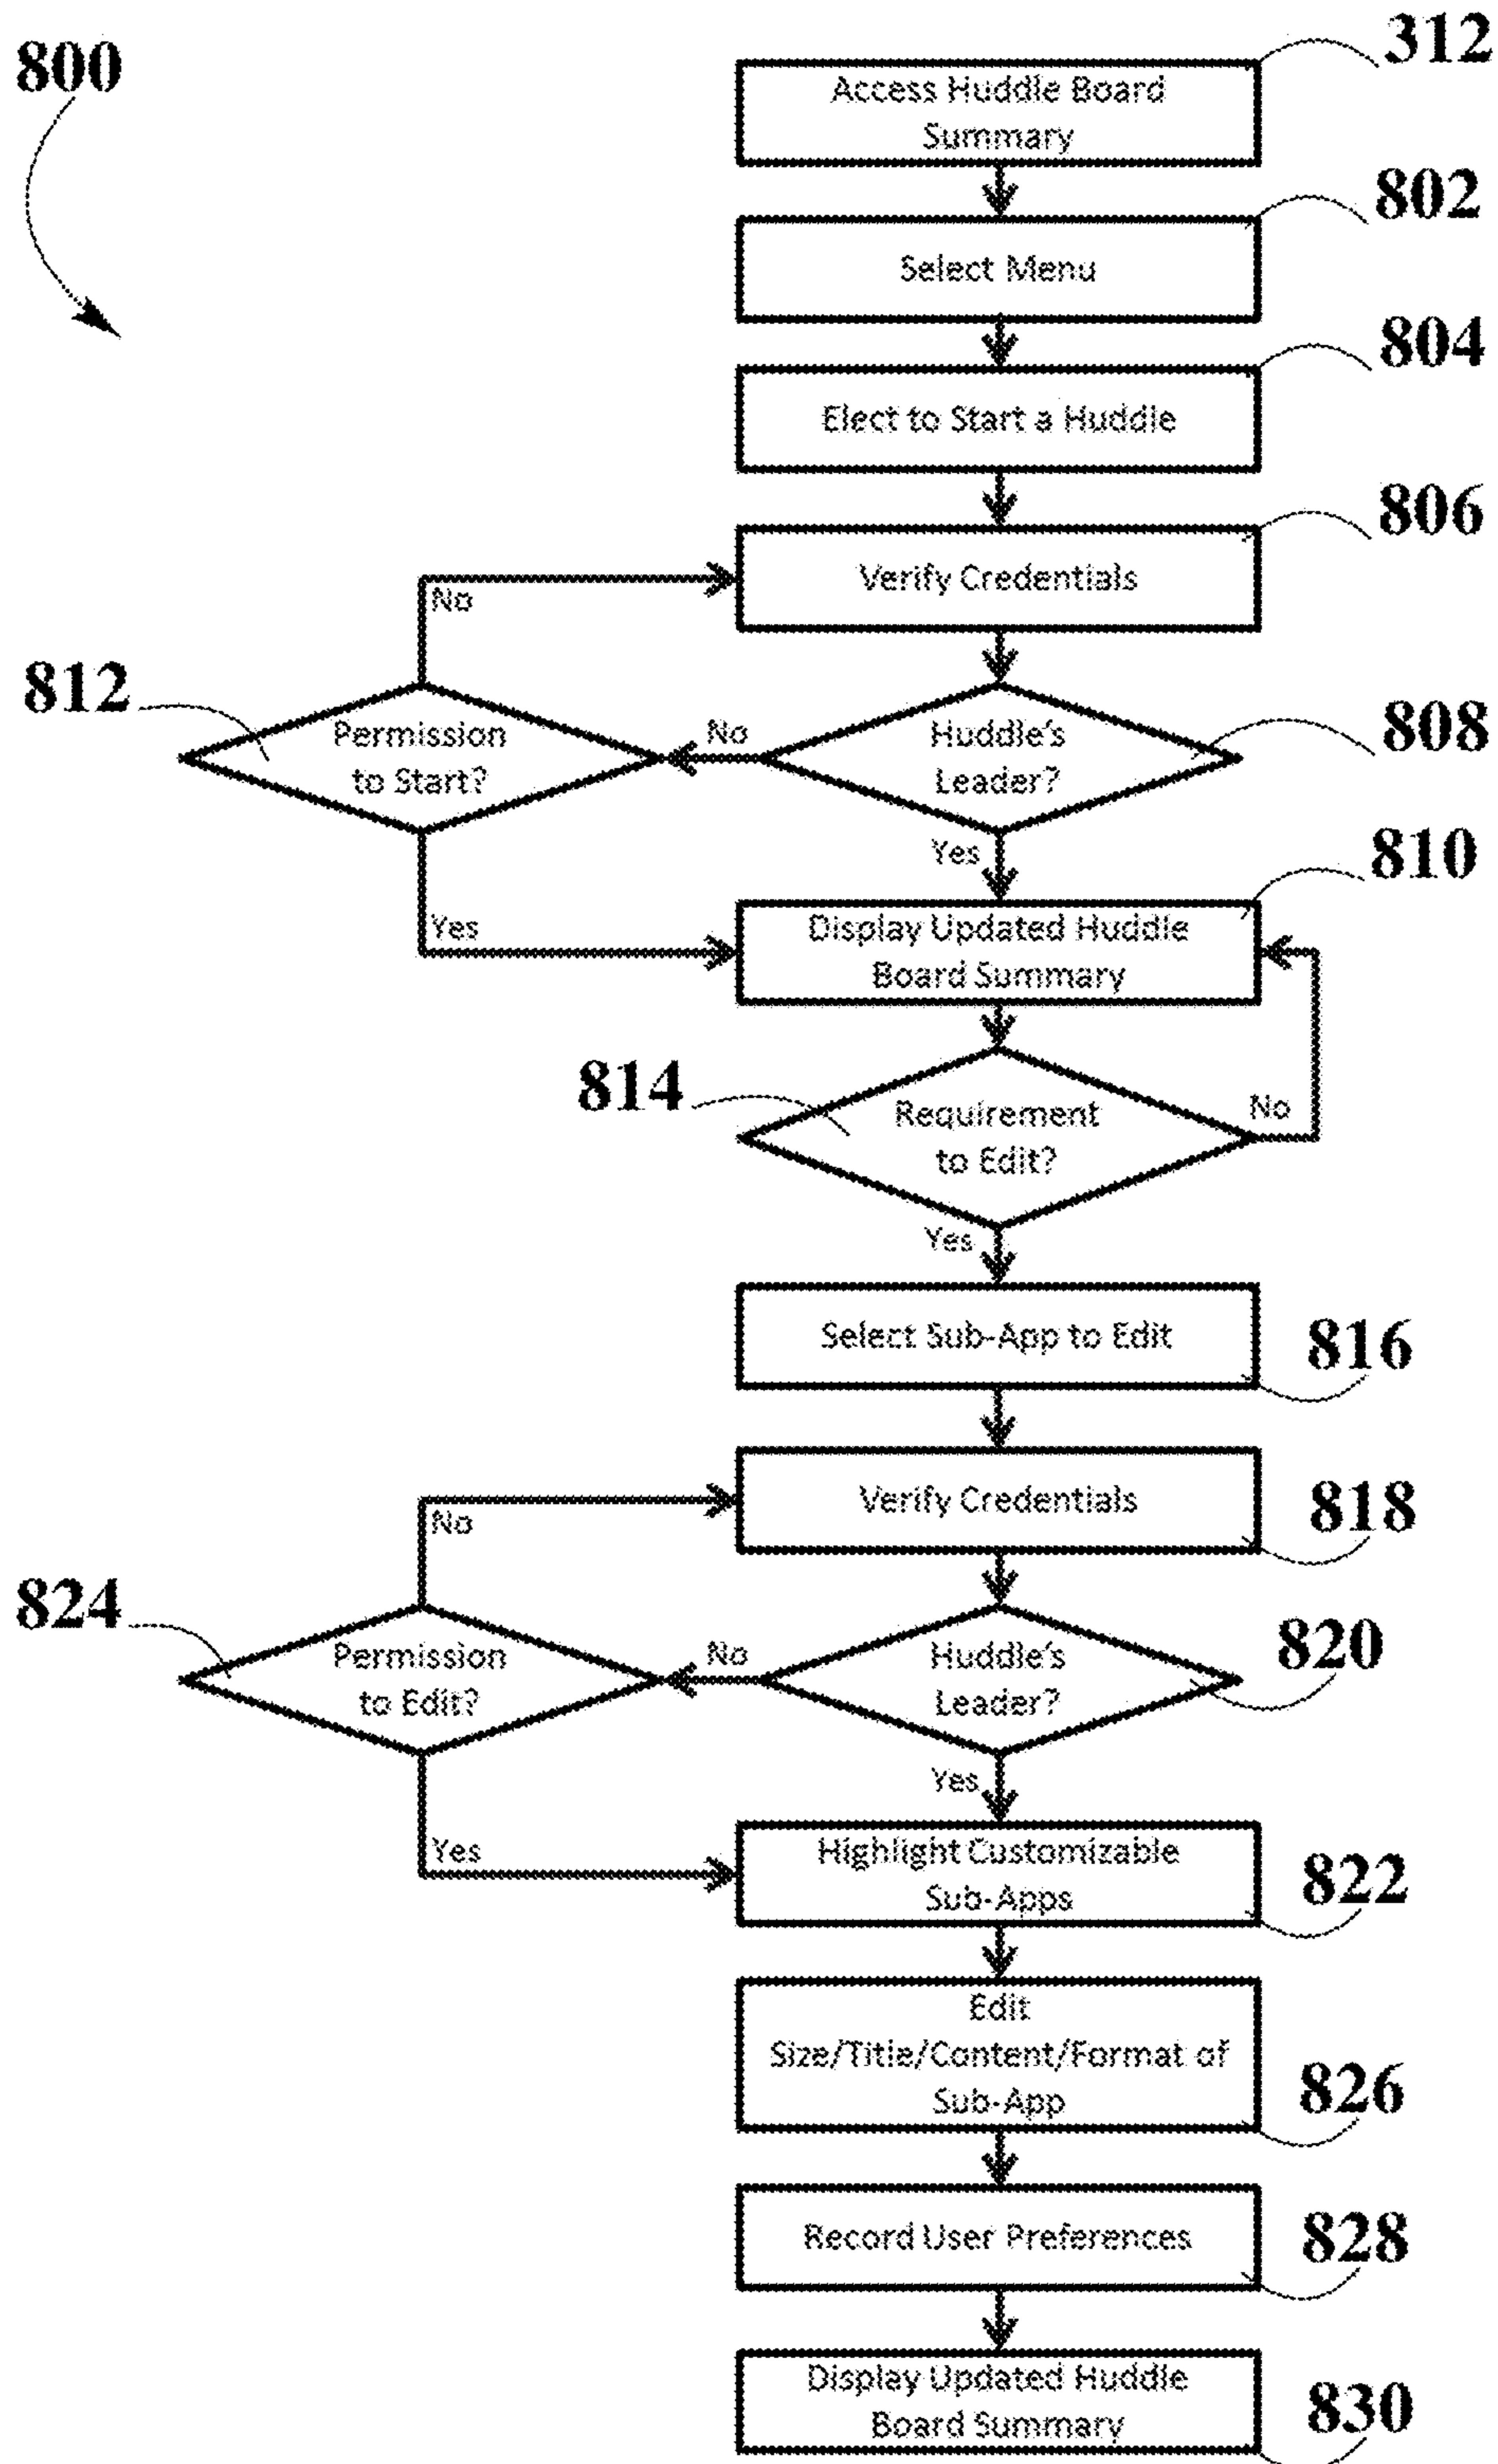 800
312
Access Huddle Board
Summary
802
Select Menu
804
Elect to Start a Huddle
806
Verify Credentials
No
812
Permission
to Start?
No
Huddle's
Leader?
808
Yes
Yes
810
Display Updated Huddle
Board Summary
814
Requirement
to Edit?
No
Yes
Select Sub-App to Edit
816
Verify Credentials
818
No
824
Permission
to Edit?
No
Huddle's
Leader?
820
Yes
Yes
Highlight Customizable
Sub-Apps
822
Edit
Size/Title/Content/Format of
Sub-App
826
Record User Preferences
828
Display Updated Huddle
Board Summary
830